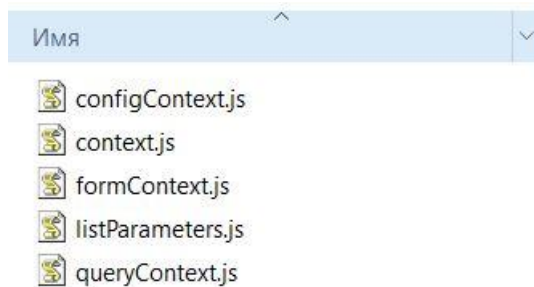 Имя
configContext.js
context.js
formContext.js
listParameters.js
queryContext.js